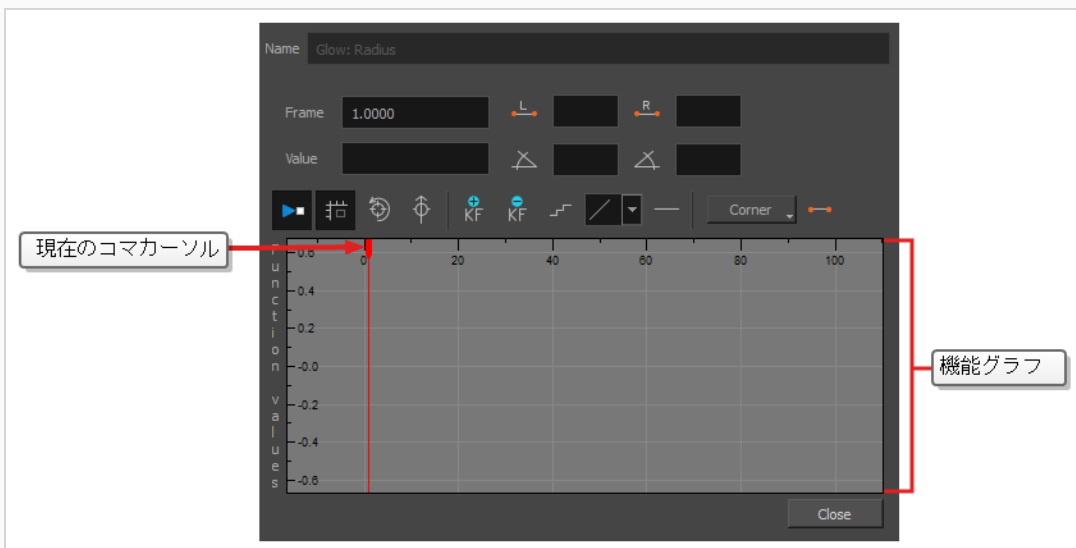 Name Glow: Radius
Frame 1.0000 L R
Value
KF KF Corner
現在のコマカーソル
Function values
0 20 40 60 80 100
-0.6
-0.4
-0.2
-0.0
-0.2
-0.4
-0.6
機能グラフ
Close